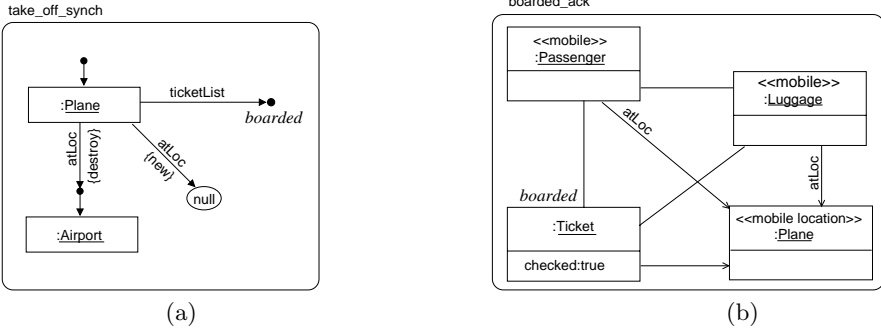 take_off_synch
:Plane
ticketList
boarded
atLoc
{destroy}
atLoc
{new}
null
:Airport
(a)
boarded_ack
<<mobile>>
:Passenger
<<mobile>>
:Luggage
atLoc
atLoc
boarded
:Ticket
checked:true
<<mobile location>>
:Plane
(b)